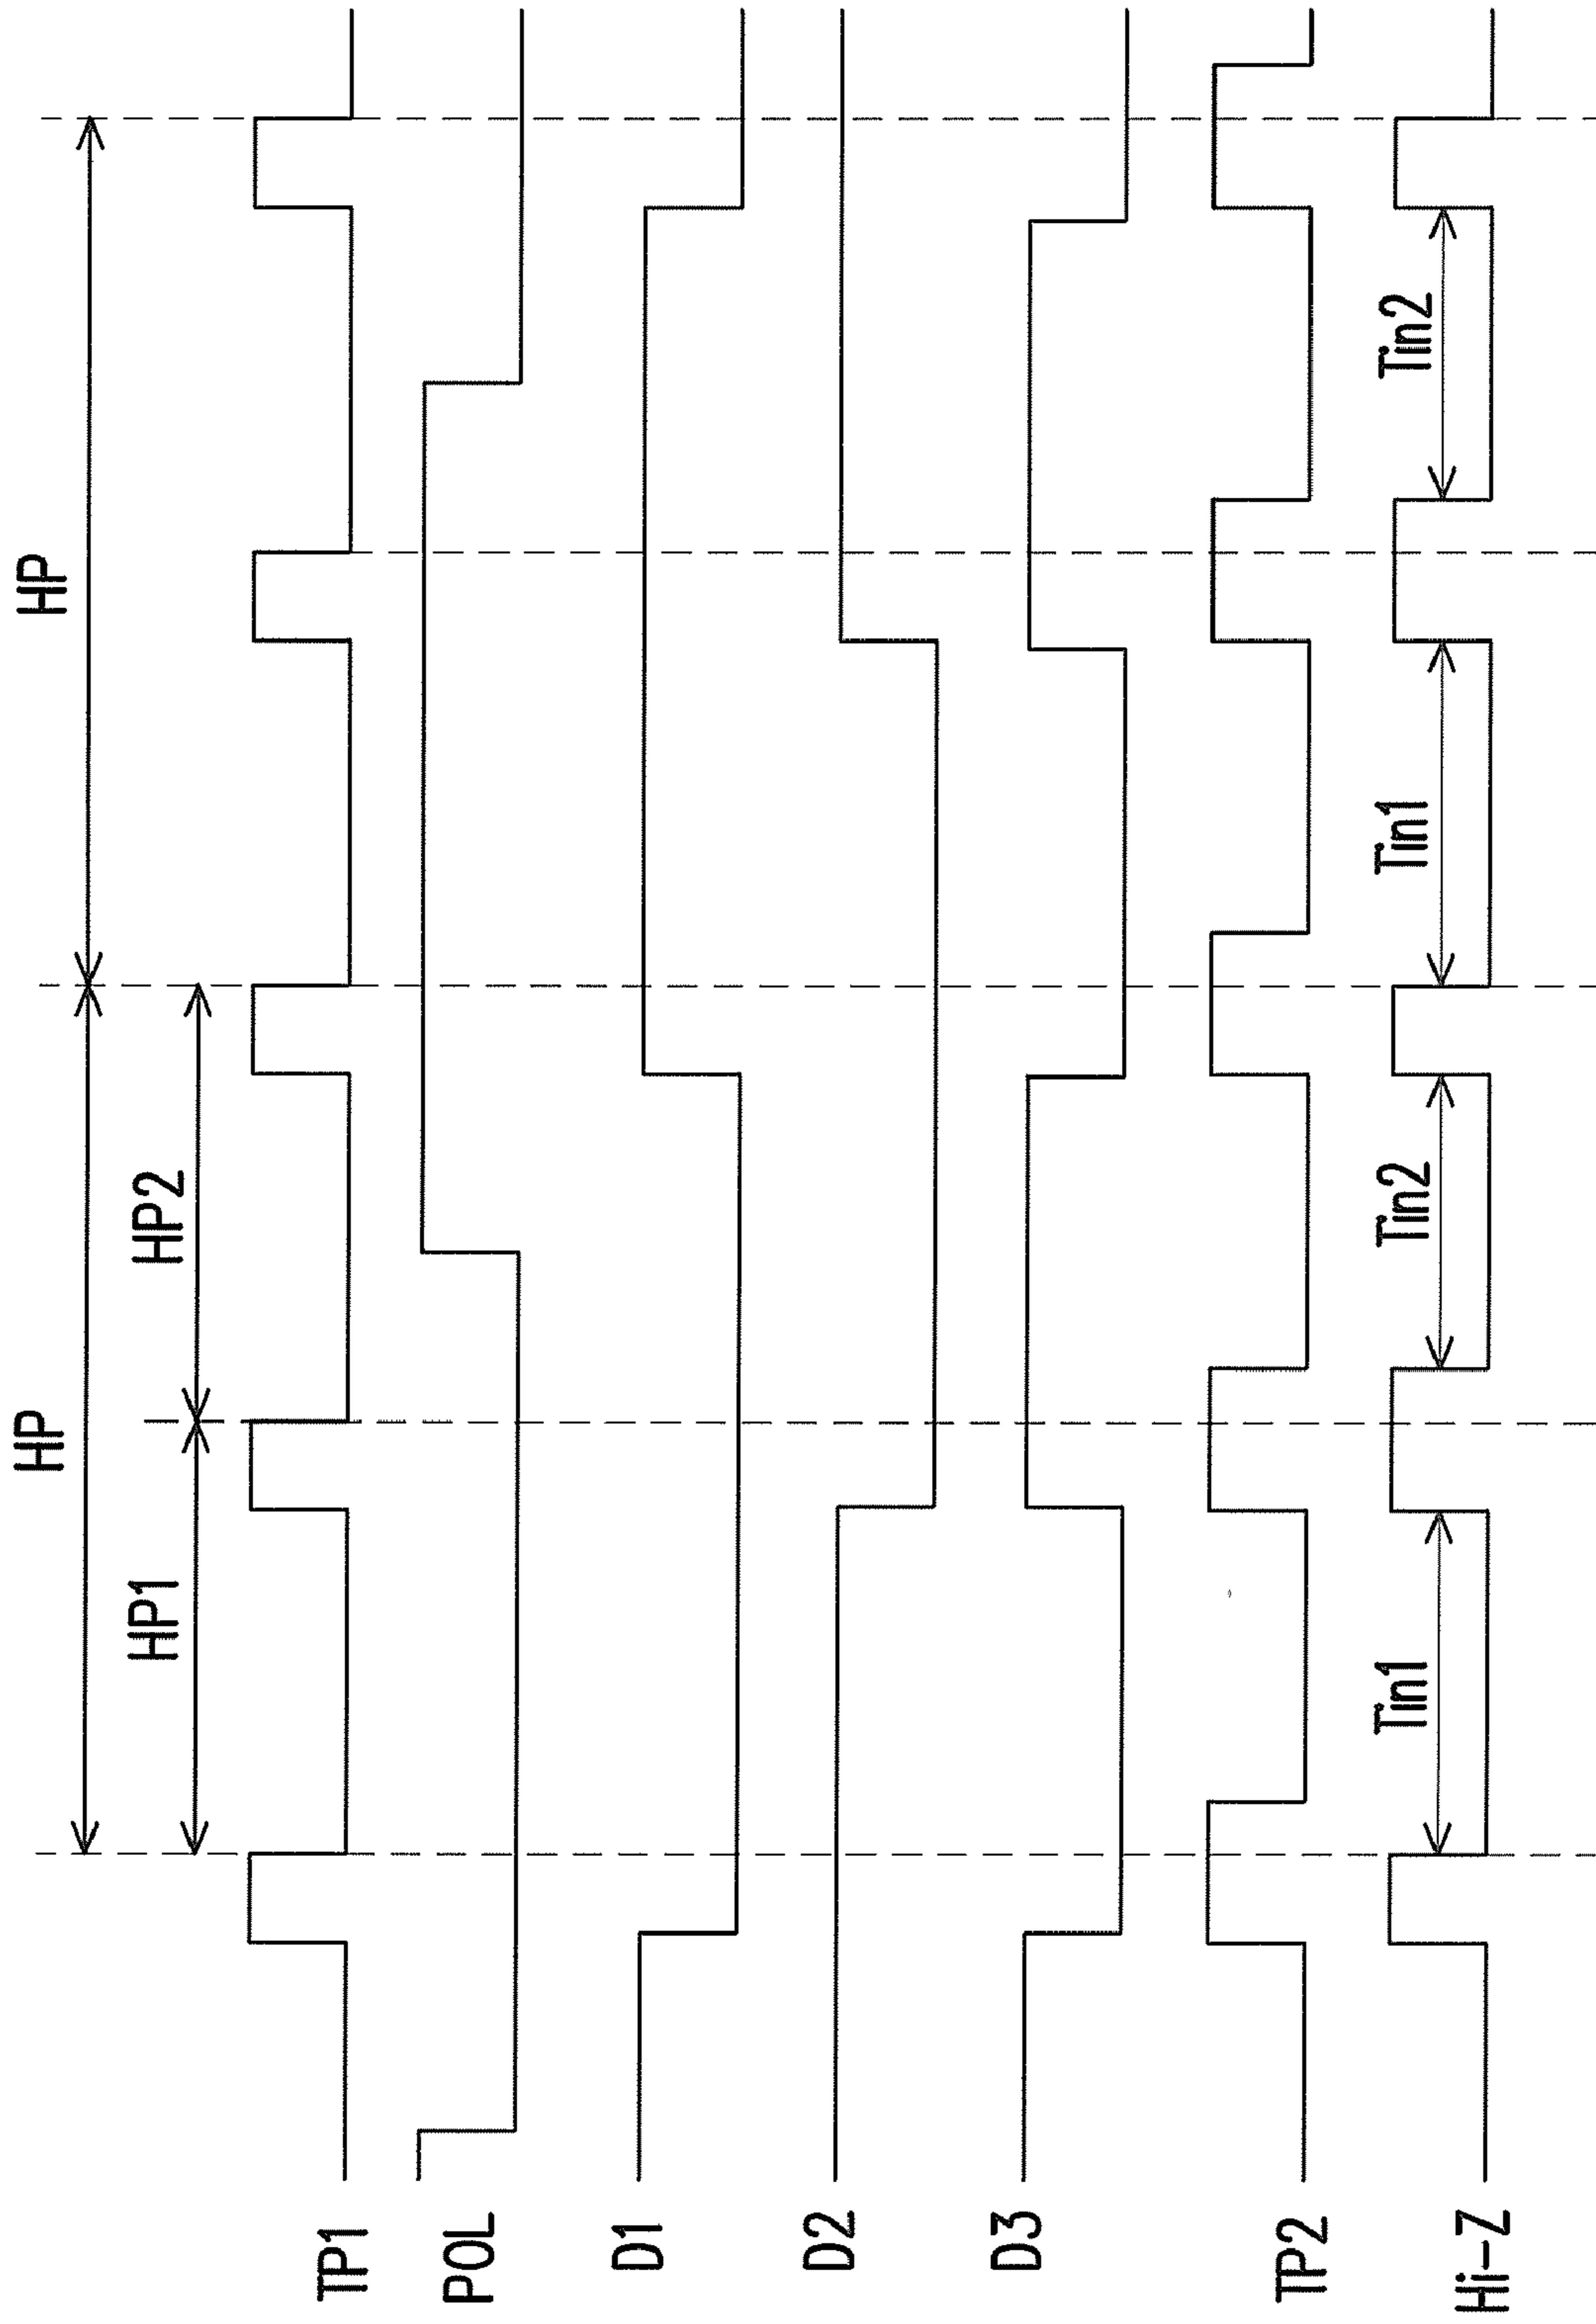 HP HP
HP1 HP2
TP1
POL
D1
D2
D3
TP2
Tin1 Tin2 Tin1 Tin2
Hi-Z